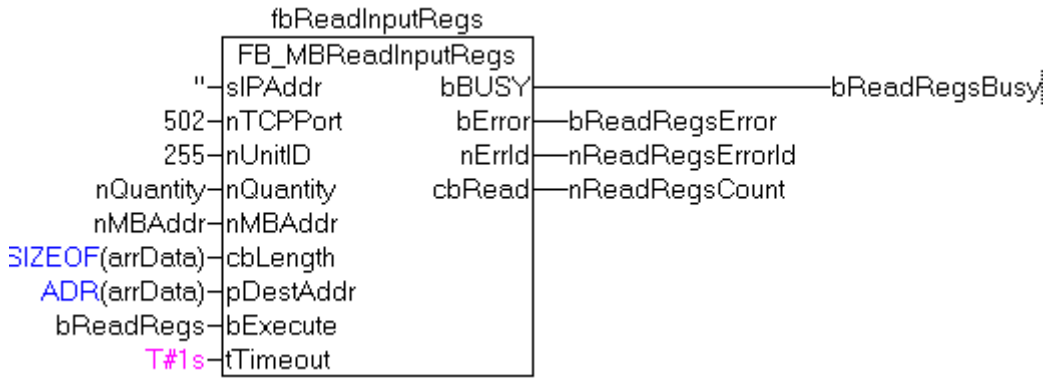 fbReadInputRegs
FB_MBReadInputRegs
'' sIPAddr bBUSY bReadRegsBusy
502 nTCPPort bError bReadRegsError
255 nUnitID nErrId nReadRegsErrorId
nQuantity nQuantity cbRead nReadRegsCount
nMBAddr nMBAddr
SIZEOF(arrData) cbLength
ADR(arrData) pDestAddr
bReadRegs bExecute
T#1s tTimeout